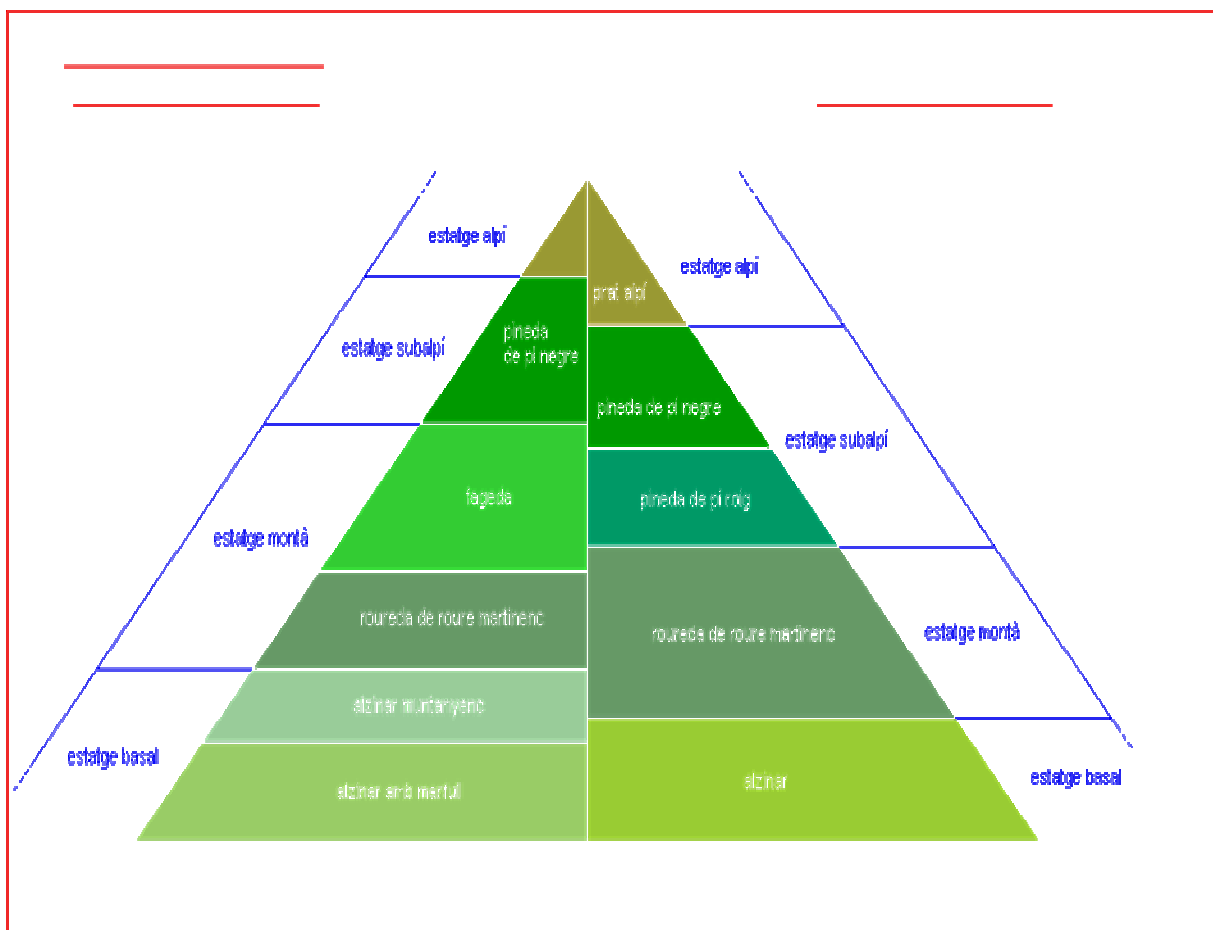 estatge alpí
estatge alpí
prat alpí
pineda
de pi negre
estatge subalpí
pineda de pi negre
estatge subalpí
fageda
pineda de pi roig
estatge montà
roureda de roure martinenc
roureda de roure martinenc
estatge montà
alzinar muntanyenc
estatge basal
alzinar
estatge basal
alzinar amb marfull